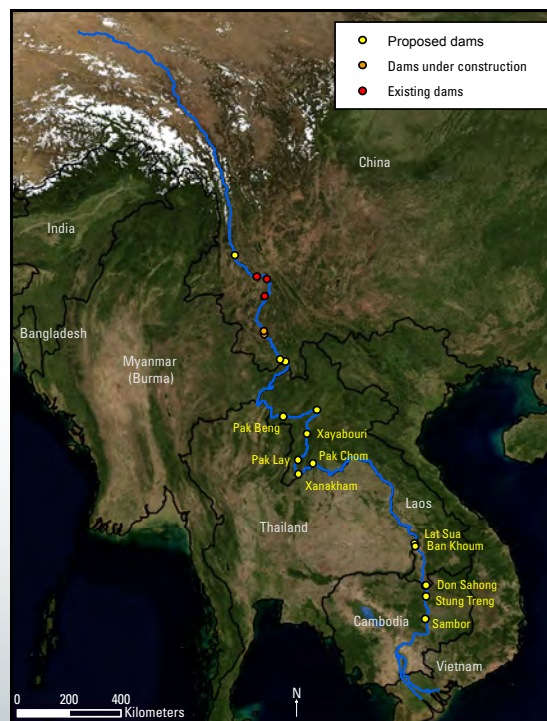 Proposed dams
Dams under construction
Existing dams
China
India
Bangladesh
Myanmar
(Burma)
Pak Beng
Xayabouri
Pak Lay
Pak Chom
Xanakham
Laos
Thailand
Lat Sua
Ban Khoum
Don Sahong
Stung Treng
Cambodia
Sambor
Vietnam
0 200 400
Kilometers
N